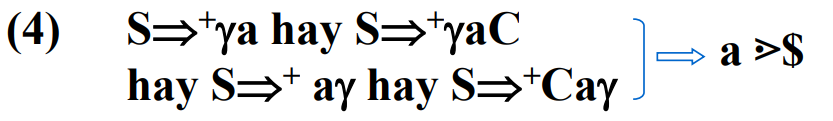 (4) S⇒⁺γa hay S⇒⁺γaC
hay S⇒⁺ aγ hay S⇒⁺Caγ ⇒ a ⋗$